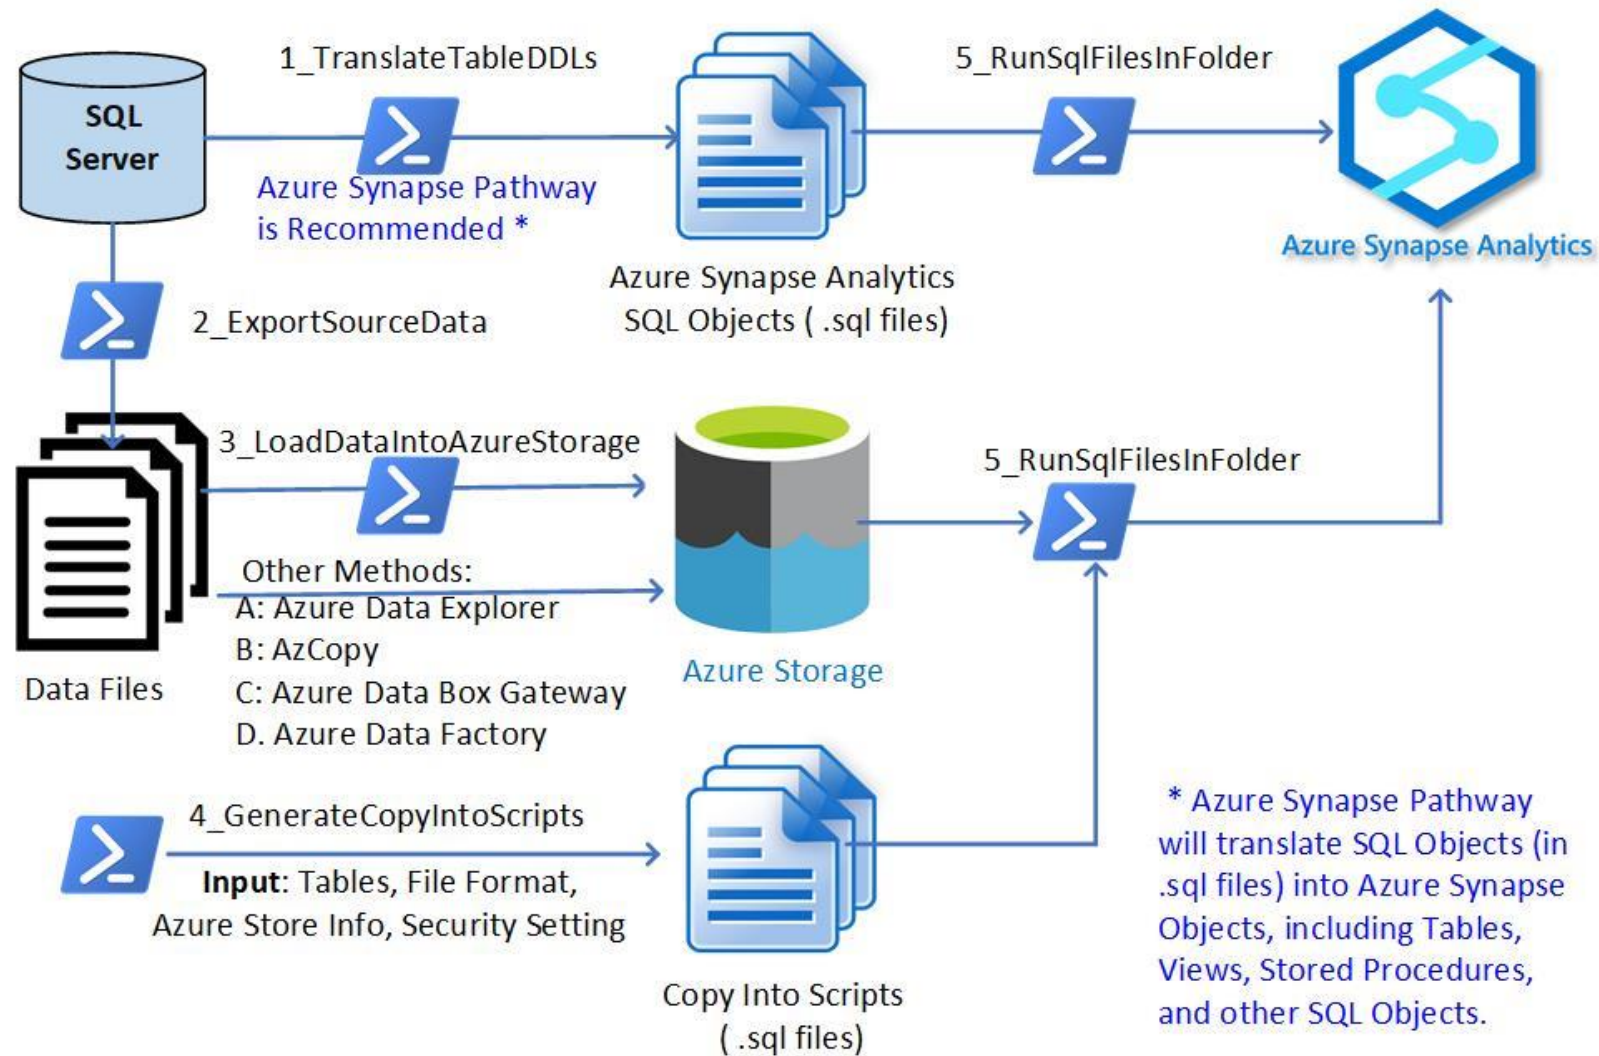 1_TranslateTableDDLs
5_RunSqlFilesInFolder
SQL
Server
Azure Synapse Pathway
is Recommended *
Azure Synapse Analytics
Azure Synapse Analytics
SQL Objects ( .sql files)
2_ExportSourceData
3_LoadDataIntoAzureStorage
5_RunSqlFilesInFolder
Other Methods:
A: Azure Data Explorer
B: AzCopy
C: Azure Data Box Gateway
D. Azure Data Factory
Data Files
Azure Storage
4_GenerateCopyIntoScripts
Input: Tables, File Format,
Azure Store Info, Security Setting
Copy Into Scripts
( .sql files)
* Azure Synapse Pathway
will translate SQL Objects (in
.sql files) into Azure Synapse
Objects, including Tables,
Views, Stored Procedures,
and other SQL Objects.